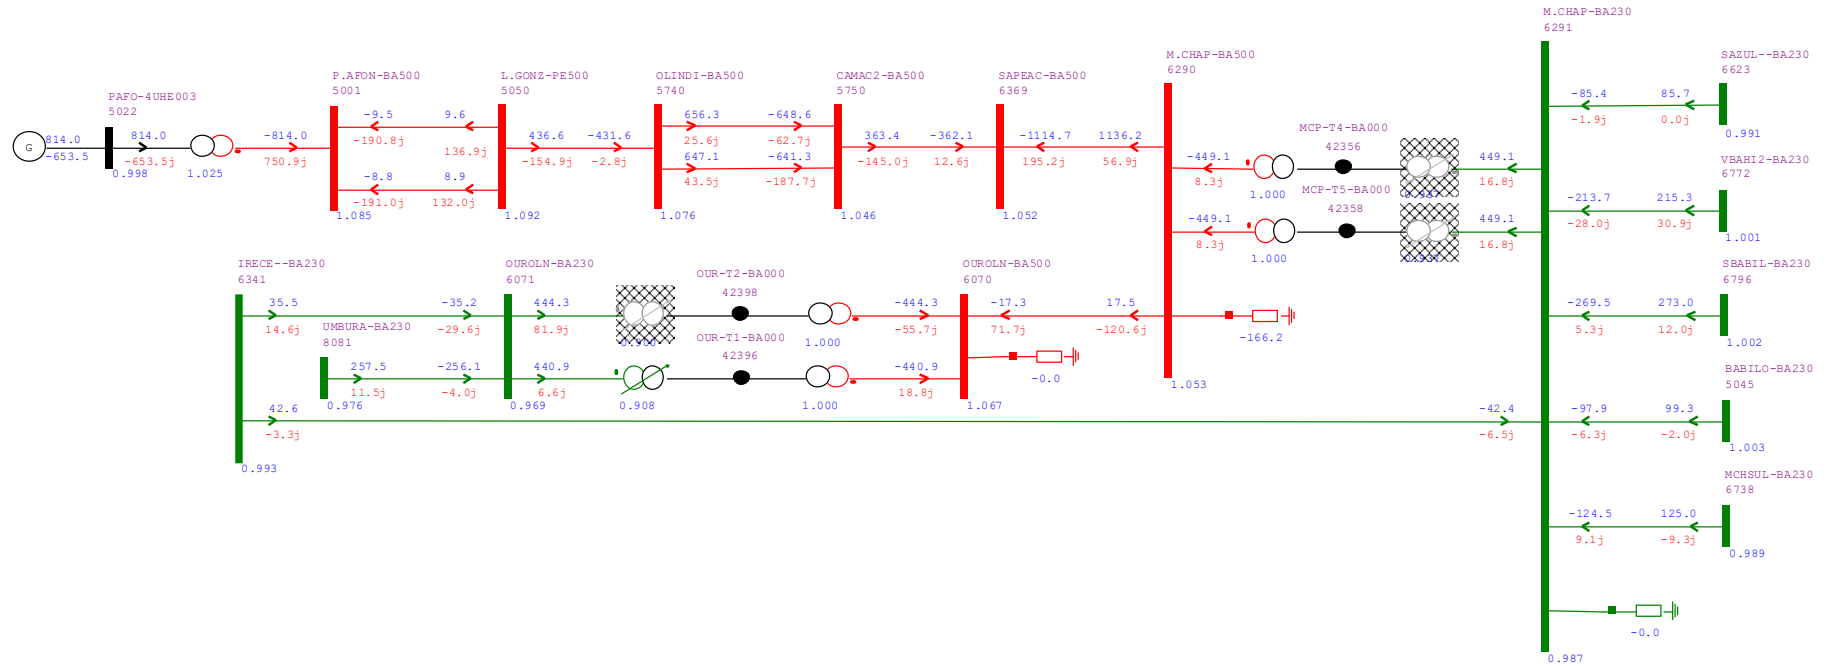 M.CHAP-BA230
6291
SAZUL--BA230
6623
M.CHAP-BA500
6290
P.AFON-BA500
5001
L.GONZ-PE500
5050
OLINDI-BA500
5740
CAMAC2-BA500
5750
SAPEAC-BA500
6369
PAFO-4UHE003
5022
-85.4 85.7
-1.9j 0.0j
0.991
-9.5 9.6
-190.8j 136.9j
656.3 -648.6
25.6j -62.7j
MCP-T4-BA000
42356
G
814.0
-653.5
814.0
-653.5j
0.998
1.025
-814.0
750.9j
436.6 -431.6
-154.9j -2.8j
647.1 -641.3
43.5j -187.7j
363.4 -362.1
-145.0j 12.6j
-1114.7 1136.2
195.2j 56.9j
-449.1
8.3j
1.000
449.1
16.8j
VBAHI2-BA230
6772
-8.8 8.9
-191.0j 132.0j
1.085
1.092
1.076
1.046
1.052
MCP-T5-BA000
42358
-449.1
8.3j
1.000
449.1
16.8j
-213.7 215.3
-28.0j 30.9j
1.001
IRECE--BA230
6341
OUROLN-BA230
6071
OUR-T2-BA000
42398
OUROLN-BA500
6070
SBABIL-BA230
6796
35.5 -35.2
14.6j -29.6j
444.3
81.9j
1.000
-444.3
-55.7j
-17.3 17.5
71.7j -120.6j
-166.2
-269.5 273.0
5.3j 12.0j
1.002
UMBURA-BA230
8081
OUR-T1-BA000
42396
257.5 -256.1
11.5j -4.0j
0.976
0.969
440.9
6.6j
0.908
1.000
-440.9
18.8j
1.067
-0.0
1.053
BABILO-BA230
5045
42.6 -42.4
-3.3j -6.5j
0.993
-97.9 99.3
-6.3j -2.0j
1.003
MCHSUL-BA230
6738
-124.5 125.0
9.1j -9.3j
0.989
-0.0
0.987